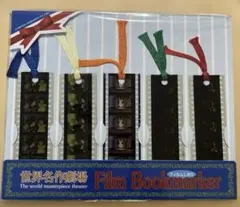 世界名作劇場
The world masterpiece theater
Film Bookmarker